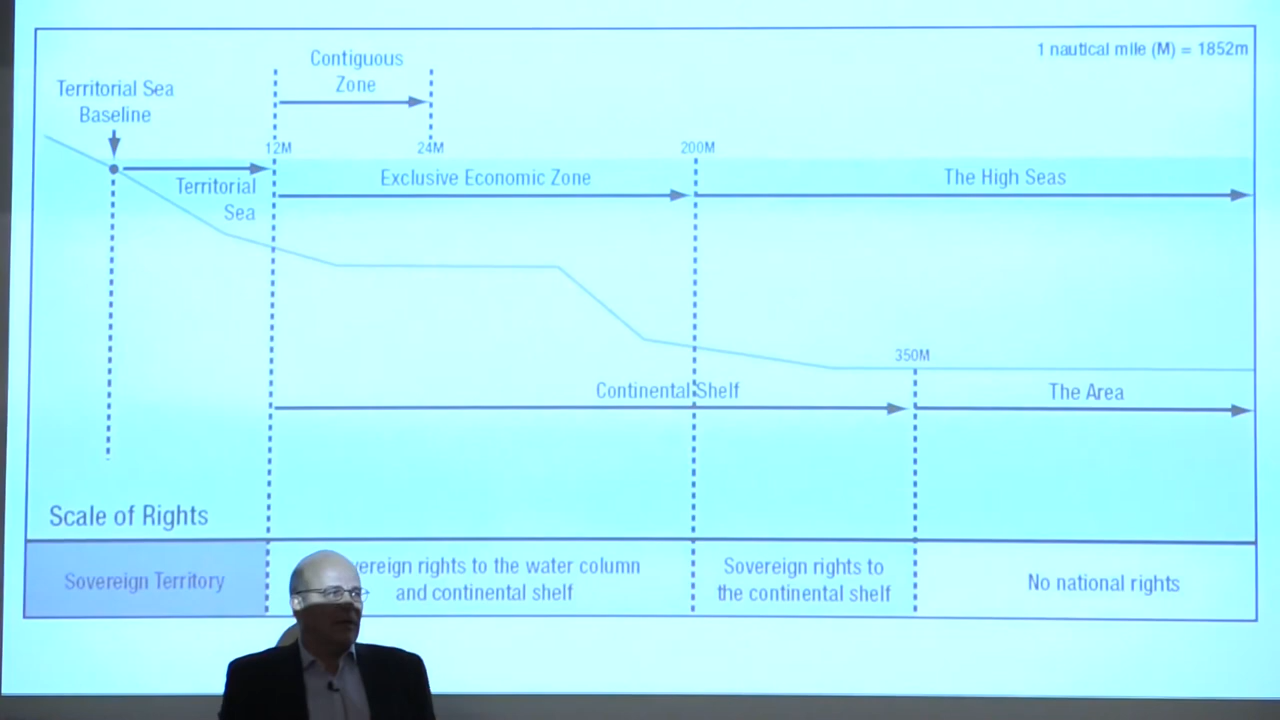 1 nautical mile (M) = 1852m
Contiguous
Zone
Territorial Sea
Baseline
12M
24M
200M
Territorial
Sea
Exclusive Economic Zone
The High Seas
350M
Continental Shelf
The Area
Scale of Rights
Sovereign Territory
rights to the water column
and continental shelf
Sovereign rights to
the continental shelf
No national rights